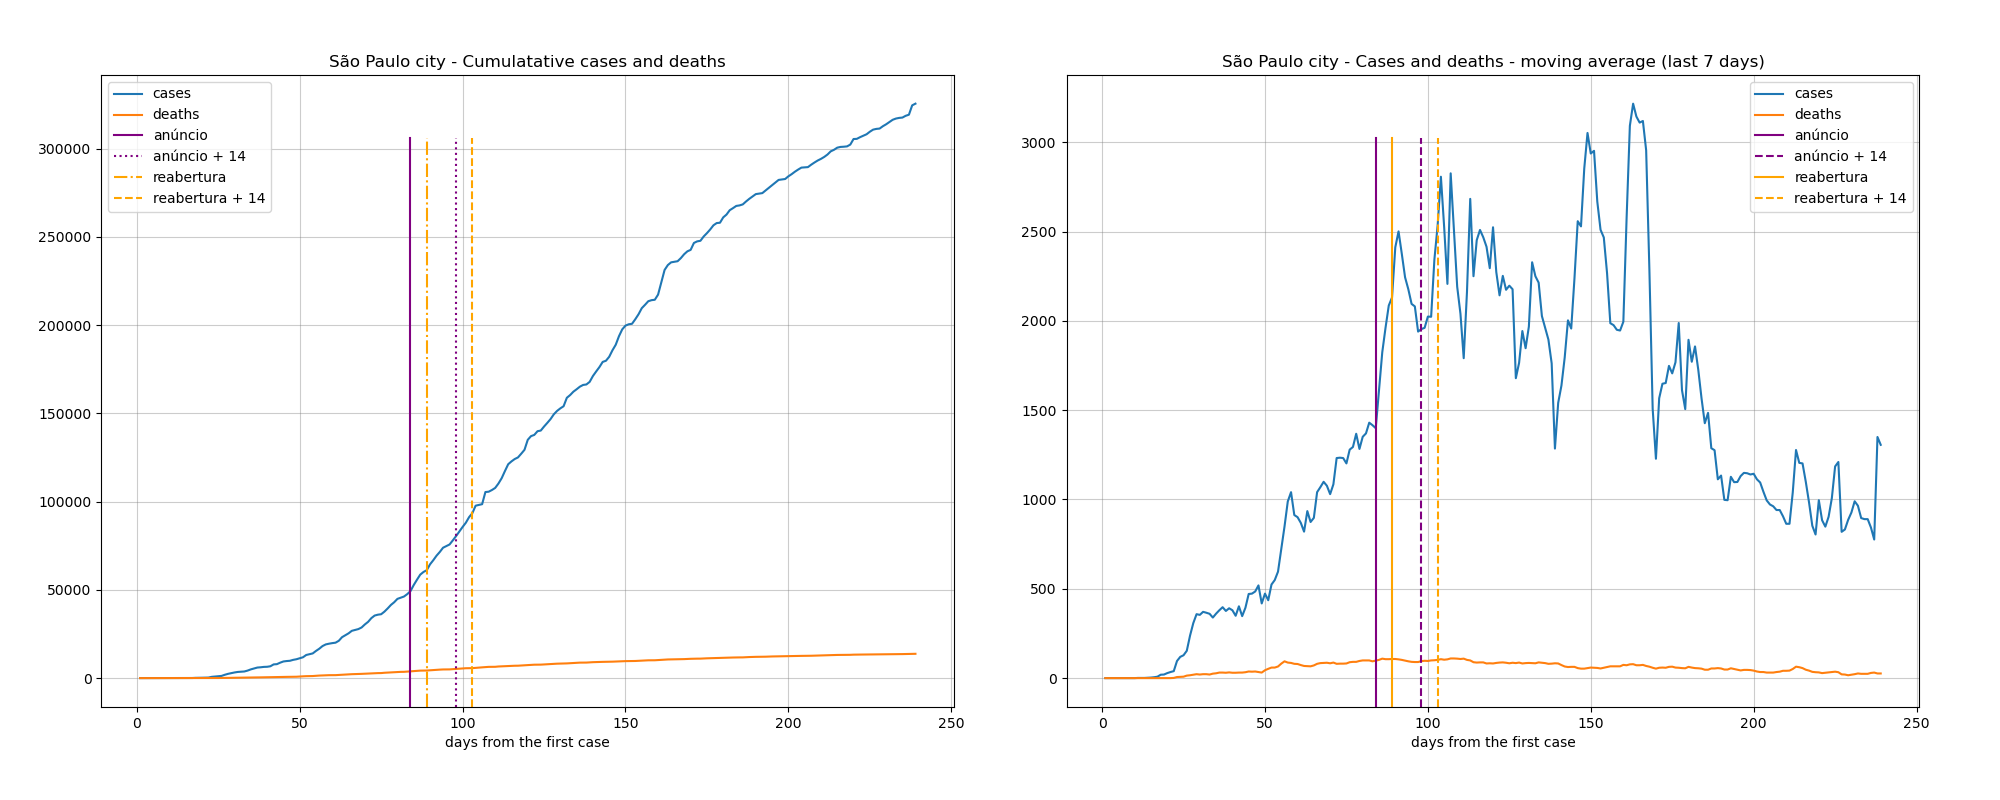 São Paulo city - Cumulatative cases and deaths
cases
deaths
anúncio
anúncio + 14
reabertura
reabertura + 14
300000
250000
200000
150000
100000
50000
0
0 50 100 150 200 250
days from the first case
São Paulo city - Cases and deaths - moving average (last 7 days)
cases
deaths
anúncio
anúncio + 14
reabertura
reabertura + 14
3000
2500
2000
1500
1000
500
0
0 50 100 150 200 250
days from the first case